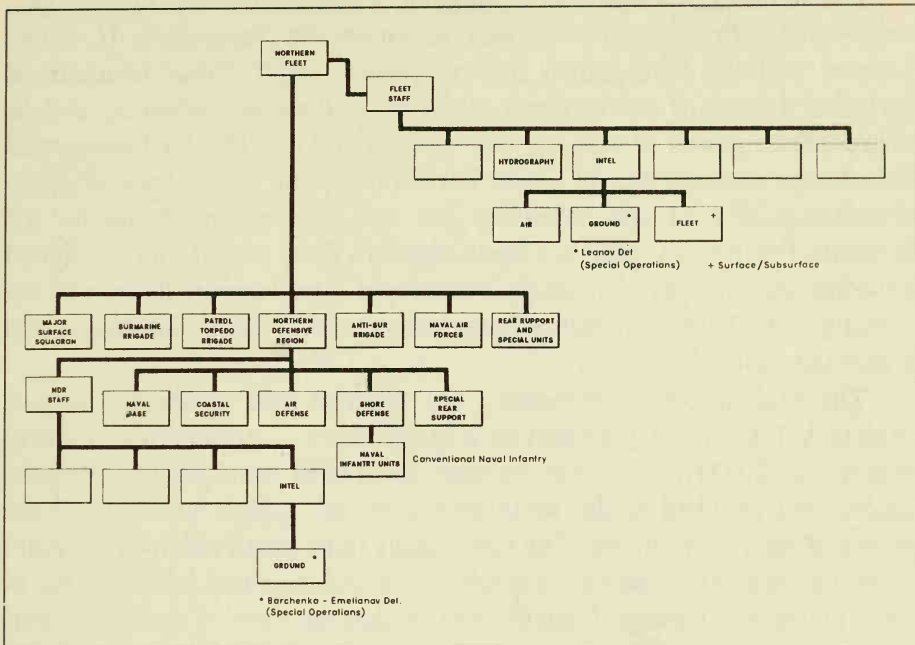 NORTHERN
FLEET
FLEET
STAFF
HYDROGRAPHY
INTEL
AIR
GROUND *
FLEET +
* Leonov Det
(Special Operations)
+ Surface/Subsurface
MAJOR
SURFACE
SQUADRON
SUBMARINE
BRIGADE
PATROL
TORPEDO
BRIGADE
NORTHERN
DEFENSIVE
REGION
ANTI-SUB
BRIGADE
NAVAL AIR
FORCES
REAR SUPPORT
AND
SPECIAL UNITS
NDR
STAFF
NAVAL
BASE
COASTAL
SECURITY
AIR
DEFENSE
SHORE
DEFENSE
SPECIAL
REAR
SUPPORT
NAVAL
INFANTRY UNITS
Conventional Naval Infantry
INTEL
GROUND *
* Barchenko - Emelianov Det.
(Special Operations)